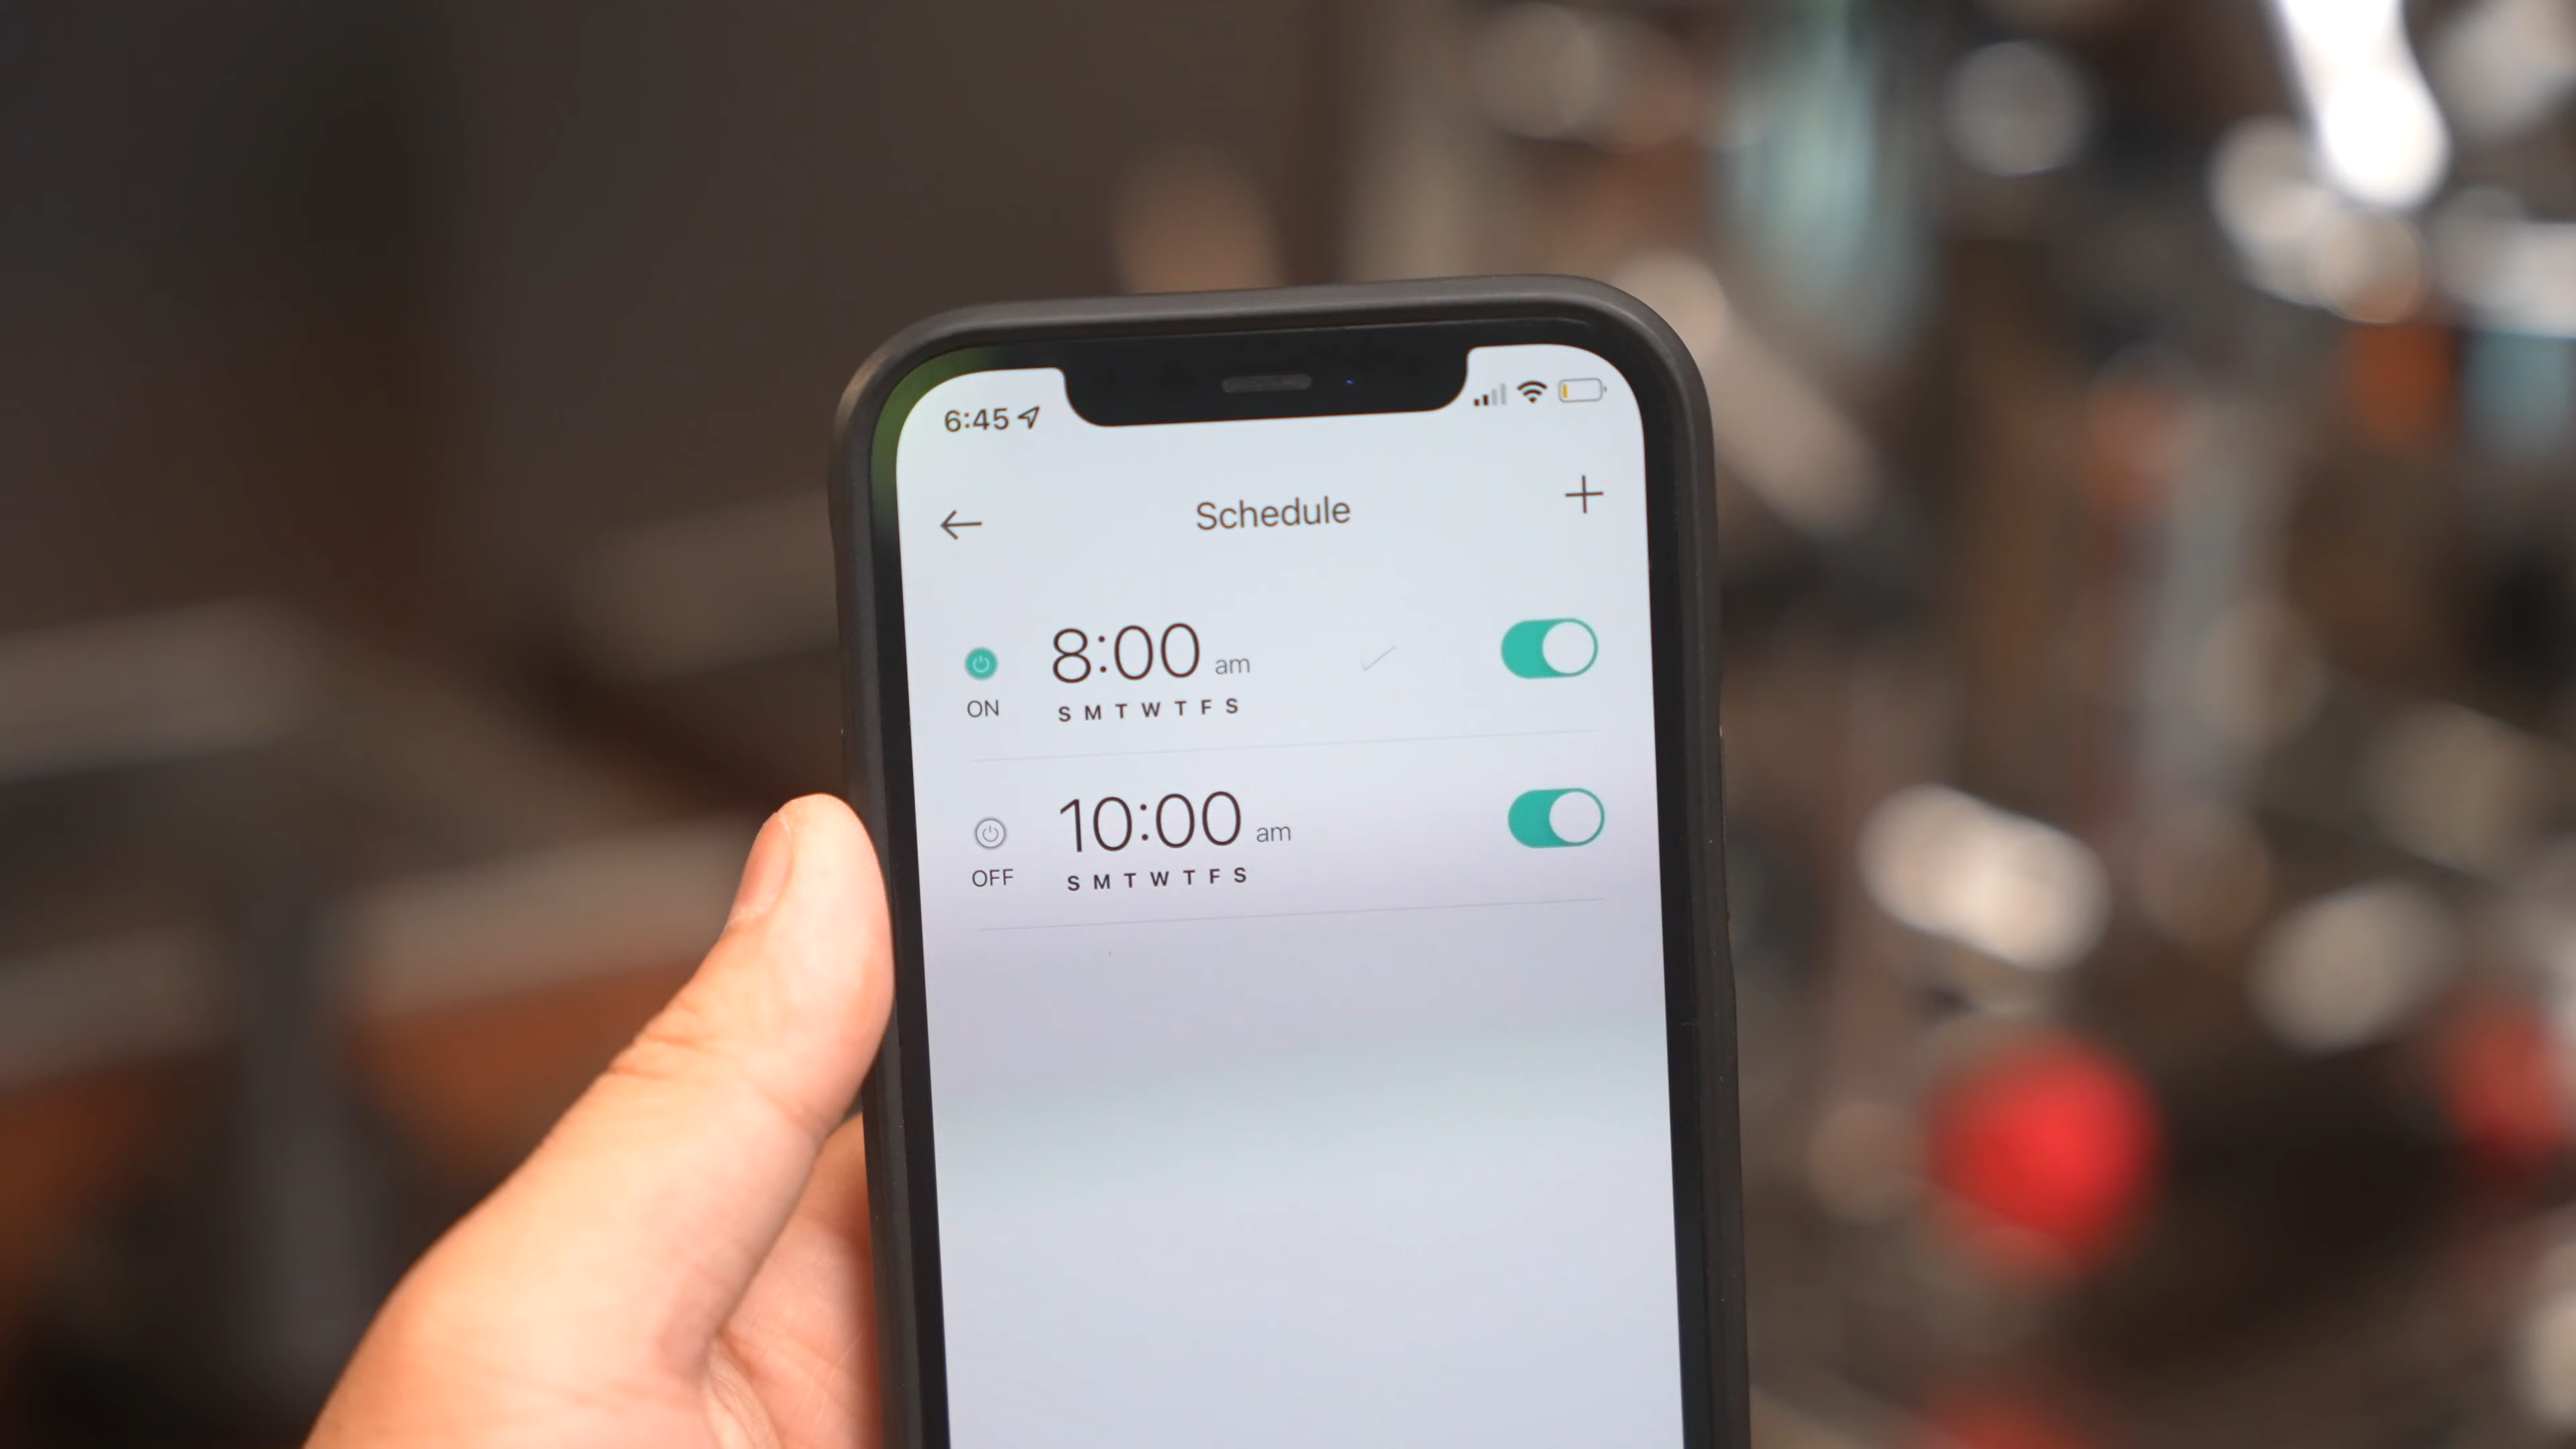 6:45
Schedule
8:00 am
ON
S M T W T F S
10:00 am
OFF
S M T W T F S